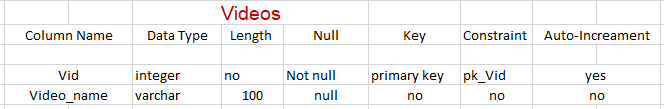 Videos
Column Name Data Type Length Null Key Constraint Auto-Increament
Vid integer no Not null primary key pk_Vid yes
Video_name varchar 100 null no no no